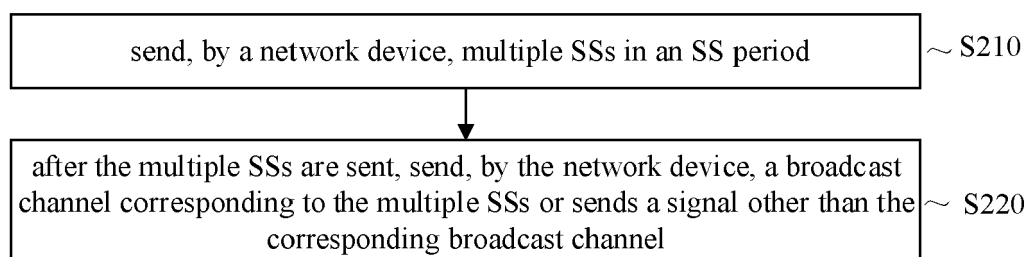 send, by a network device, multiple SSs in an SS period
S210
after the multiple SSs are sent, send, by the network device, a broadcast
channel corresponding to the multiple SSs or sends a signal other than the
corresponding broadcast channel
S220